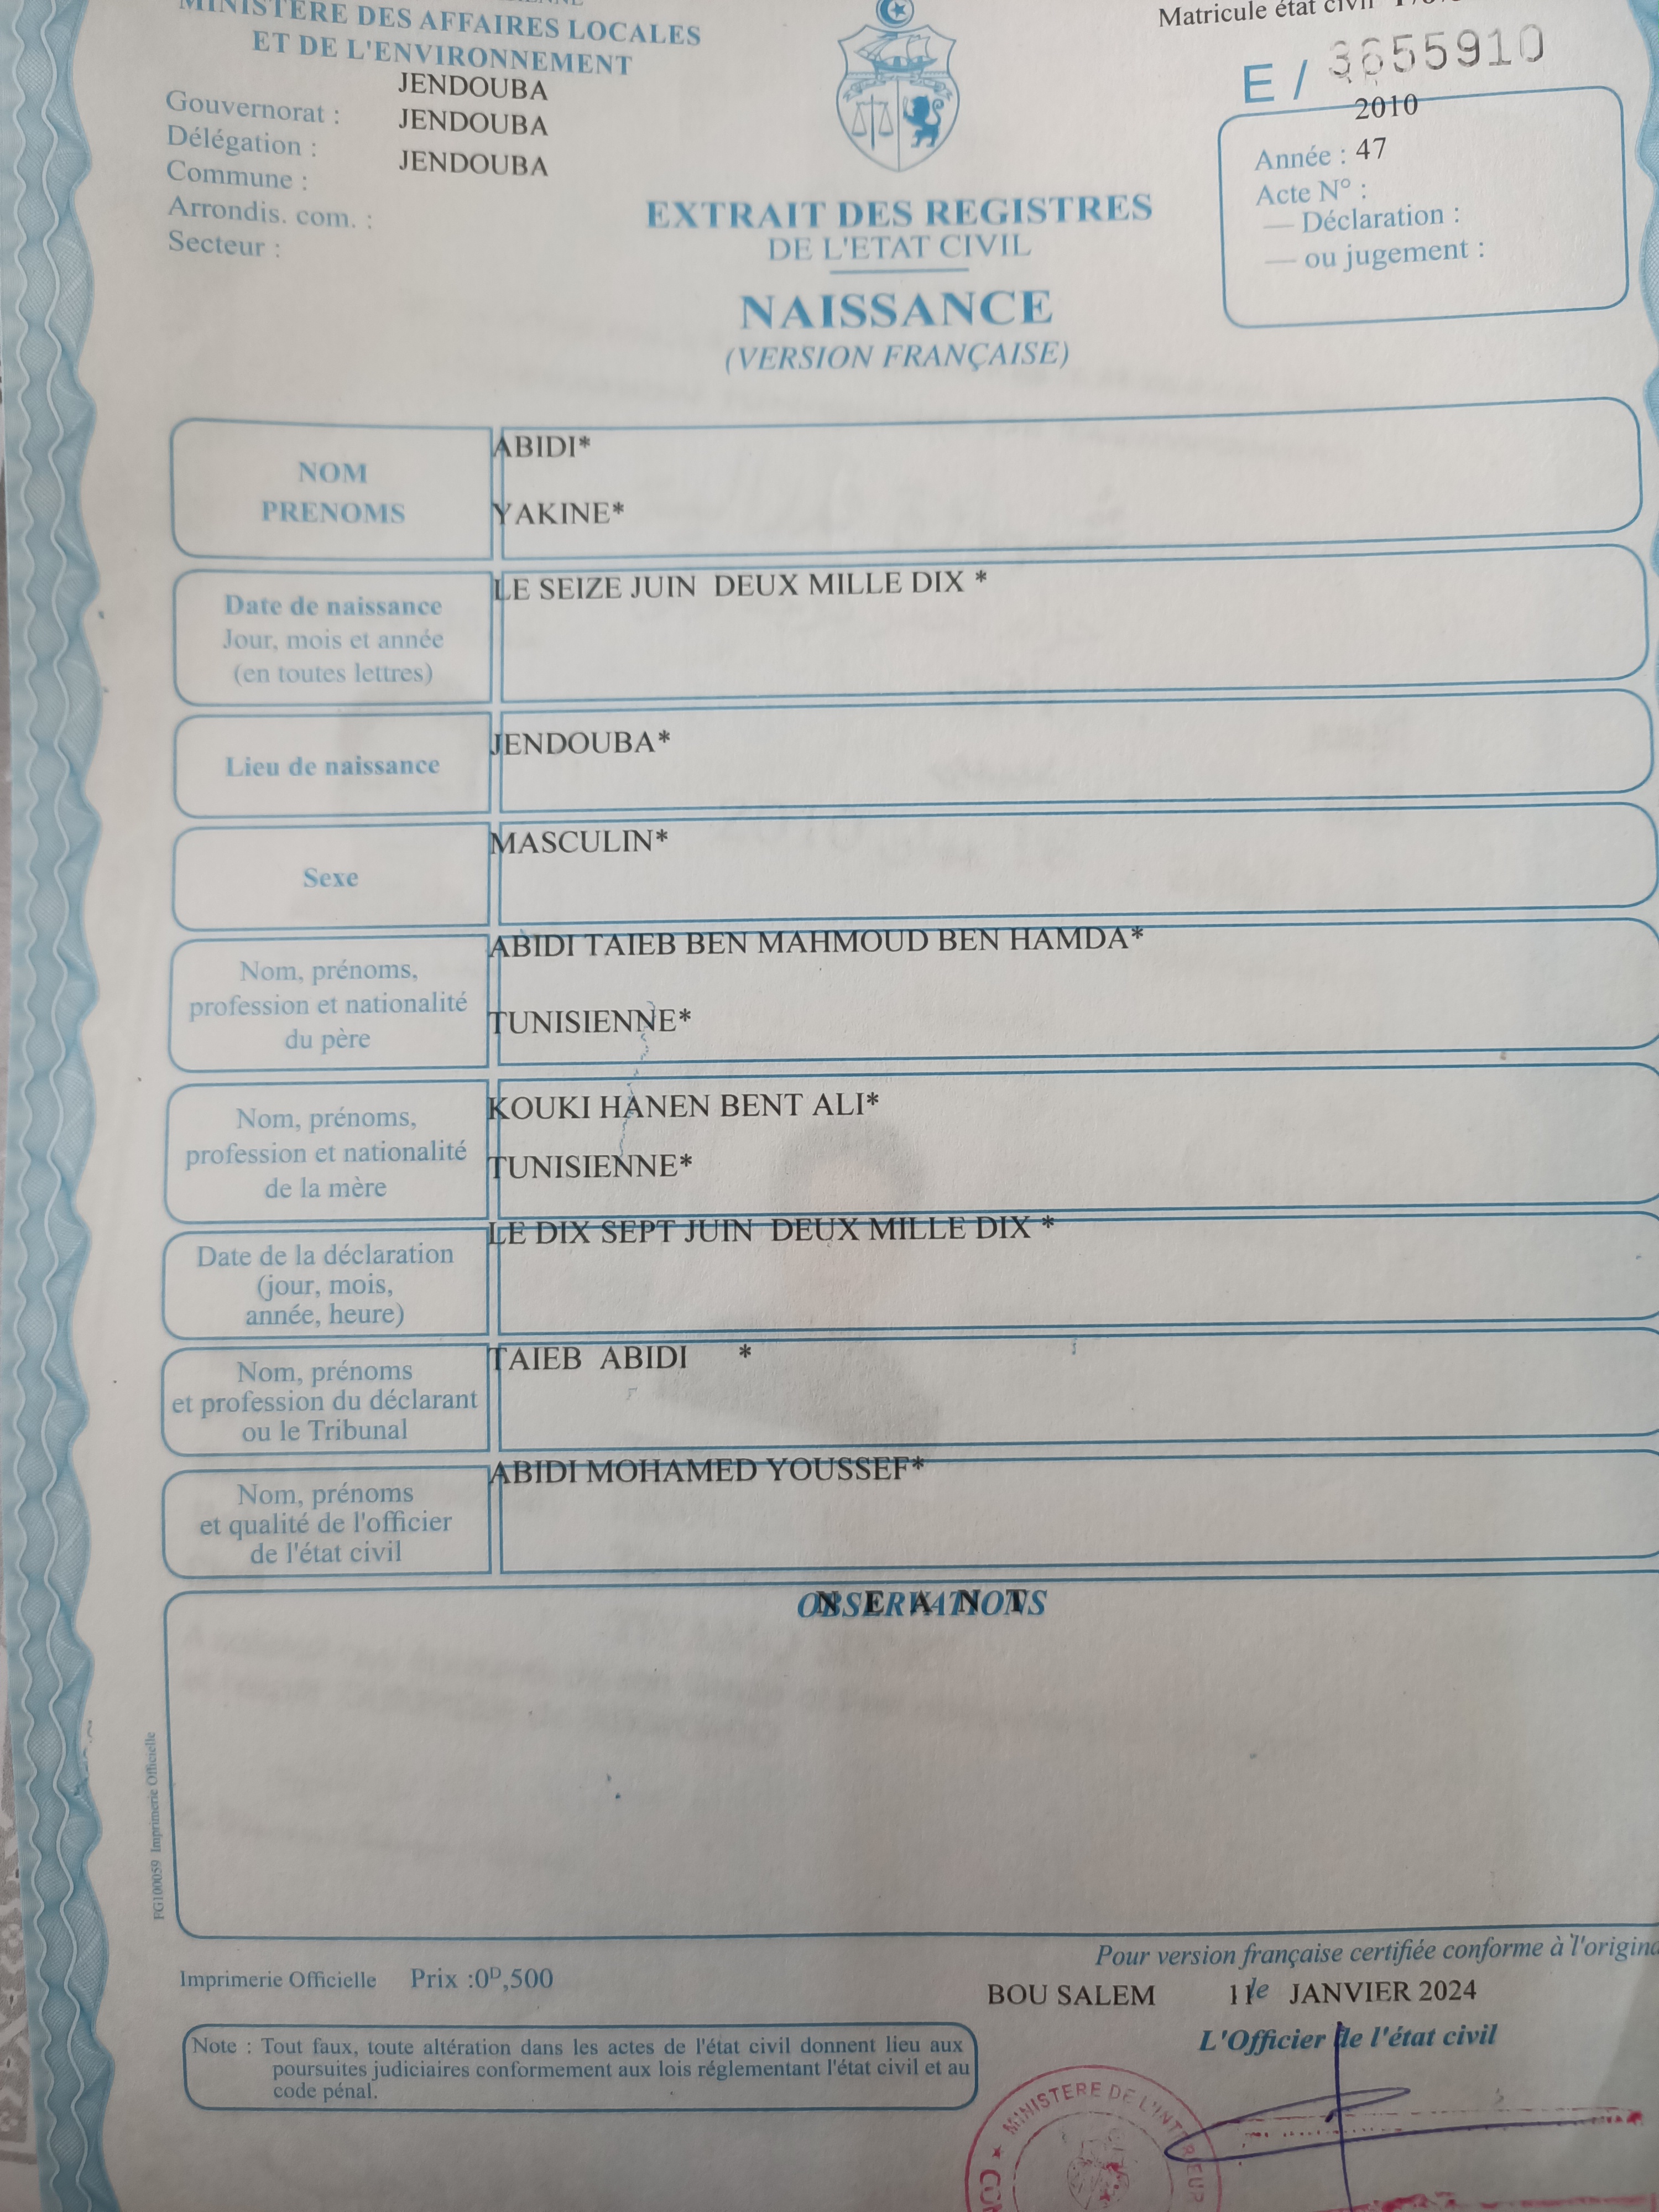 MINISTERE DES AFFAIRES LOCALES
ET DE L'ENVIRONNEMENT
Gouvernorat : JENDOUBA
Délégation : JENDOUBA
Commune : JENDOUBA
Arrondis. com. :
Secteur :
Matricule état civil
E / 3655910
2010
Année : 47
Acte N° :
— Déclaration :
— ou jugement :
EXTRAIT DES REGISTRES
DE L'ETAT CIVIL
NAISSANCE
(VERSION FRANÇAISE)
NOM
PRENOMS
ABIDI*
YAKINE*
Date de naissance
Jour, mois et année
(en toutes lettres)
LE SEIZE JUIN DEUX MILLE DIX *
Lieu de naissance
JENDOUBA*
Sexe
MASCULIN*
Nom, prénoms,
profession et nationalité
du père
ABIDI TAIEB BEN MAHMOUD BEN HAMDA*
TUNISIENNE*
Nom, prénoms,
profession et nationalité
de la mère
KOUKI HANEN BENT ALI*
TUNISIENNE*
Date de la déclaration
(jour, mois,
année, heure)
LE DIX SEPT JUIN DEUX MILLE DIX *
Nom, prénoms
et profession du déclarant
ou le Tribunal
TAIEB ABIDI *
Nom, prénoms
et qualité de l'officier
de l'état civil
ABIDI MOHAMED YOUSSEF*
OBSERVATIONS
N E A N T
FG100059 Imprimerie Officielle
Pour version française certifiée conforme à l'origina
Imprimerie Officielle Prix :0ᴰ,500
BOU SALEM 11 le JANVIER 2024
L'Officier de l'état civil
Note : Tout faux, toute altération dans les actes de l'état civil donnent lieu aux
poursuites judiciaires conformement aux lois réglementant l'état civil et au
code pénal.
MINISTERE DE L'INTERIEUR